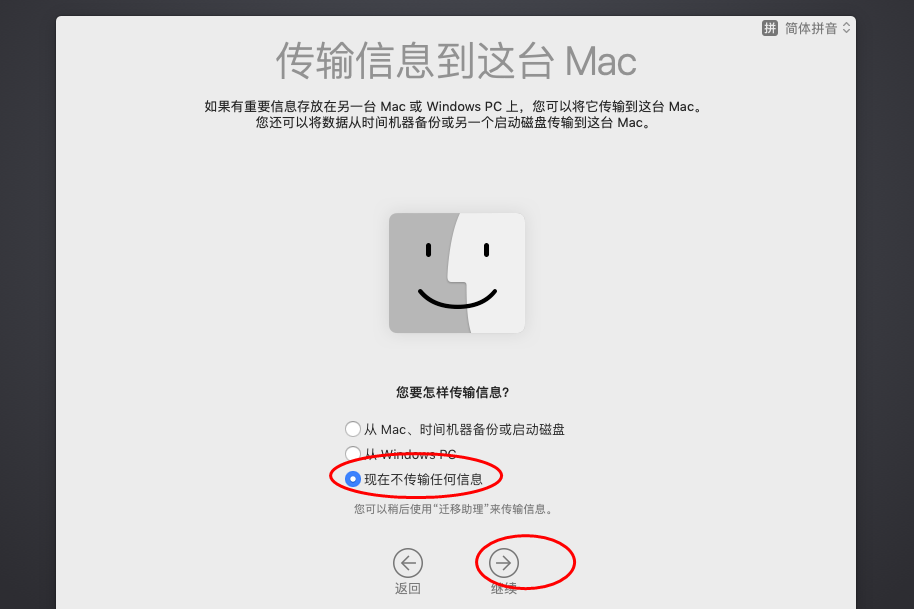 拼 简体拼音
传输信息到这台 Mac
如果有重要信息存放在另一台 Mac 或 Windows PC 上，您可以将它传输到这台 Mac。
您还可以将数据从时间机器备份或另一个启动磁盘传输到这台 Mac。
您要怎样传输信息?
从 Mac、时间机器备份或启动磁盘
从 Windows PC
现在不传输任何信息
您可以稍后使用“迁移助理”来传输信息。
返回
继续